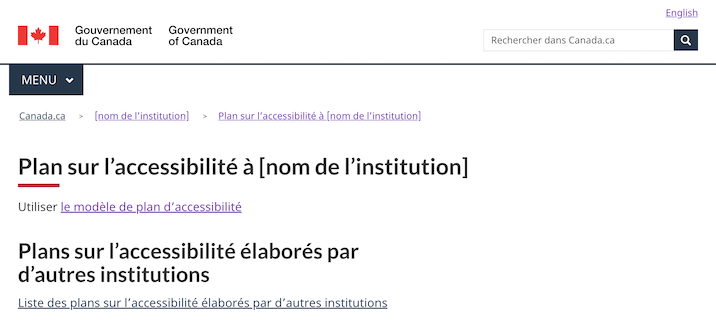 English
Gouvernement
du Canada
Government
of Canada
Rechercher dans Canada.ca
MENU
Canada.ca > [nom de l’institution] > Plan sur l’accessibilité à [nom de l’institution]
Plan sur l’accessibilité à [nom de l’institution]
Utiliser le modèle de plan d’accessibilité
Plans sur l’accessibilité élaborés par
d’autres institutions
Liste des plans sur l’accessibilité élaborés par d’autres institutions